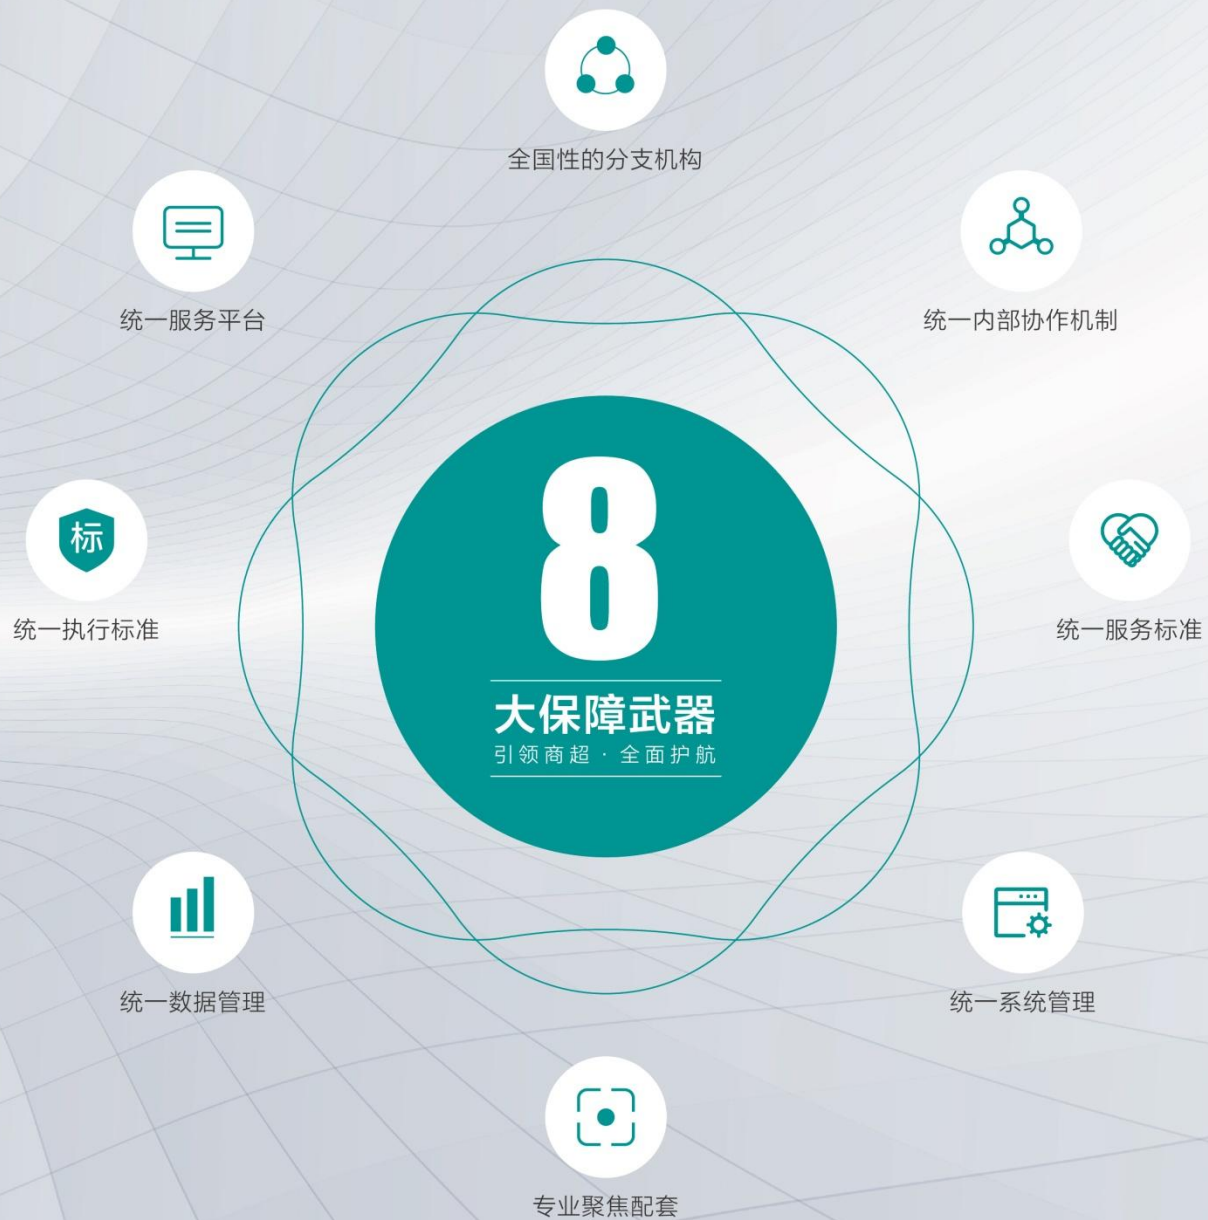 全国性的分支机构
统一服务平台
统一内部协作机制
8
标
统一执行标准
统一服务标准
大保障武器
引领商超·全面护航
统一数据管理
统一系统管理
专业聚焦配套